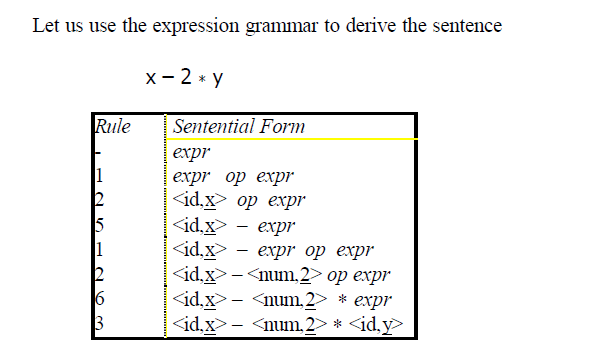 Let us use the expression grammar to derive the sentence
x – 2 * y
Rule Sentential Form
- expr
1 expr op expr
2 <id,x> op expr
5 <id,x> – expr
1 <id,x> – expr op expr
2 <id,x> – <num,2> op expr
6 <id,x> – <num,2> * expr
3 <id,x> – <num,2> * <id,y>